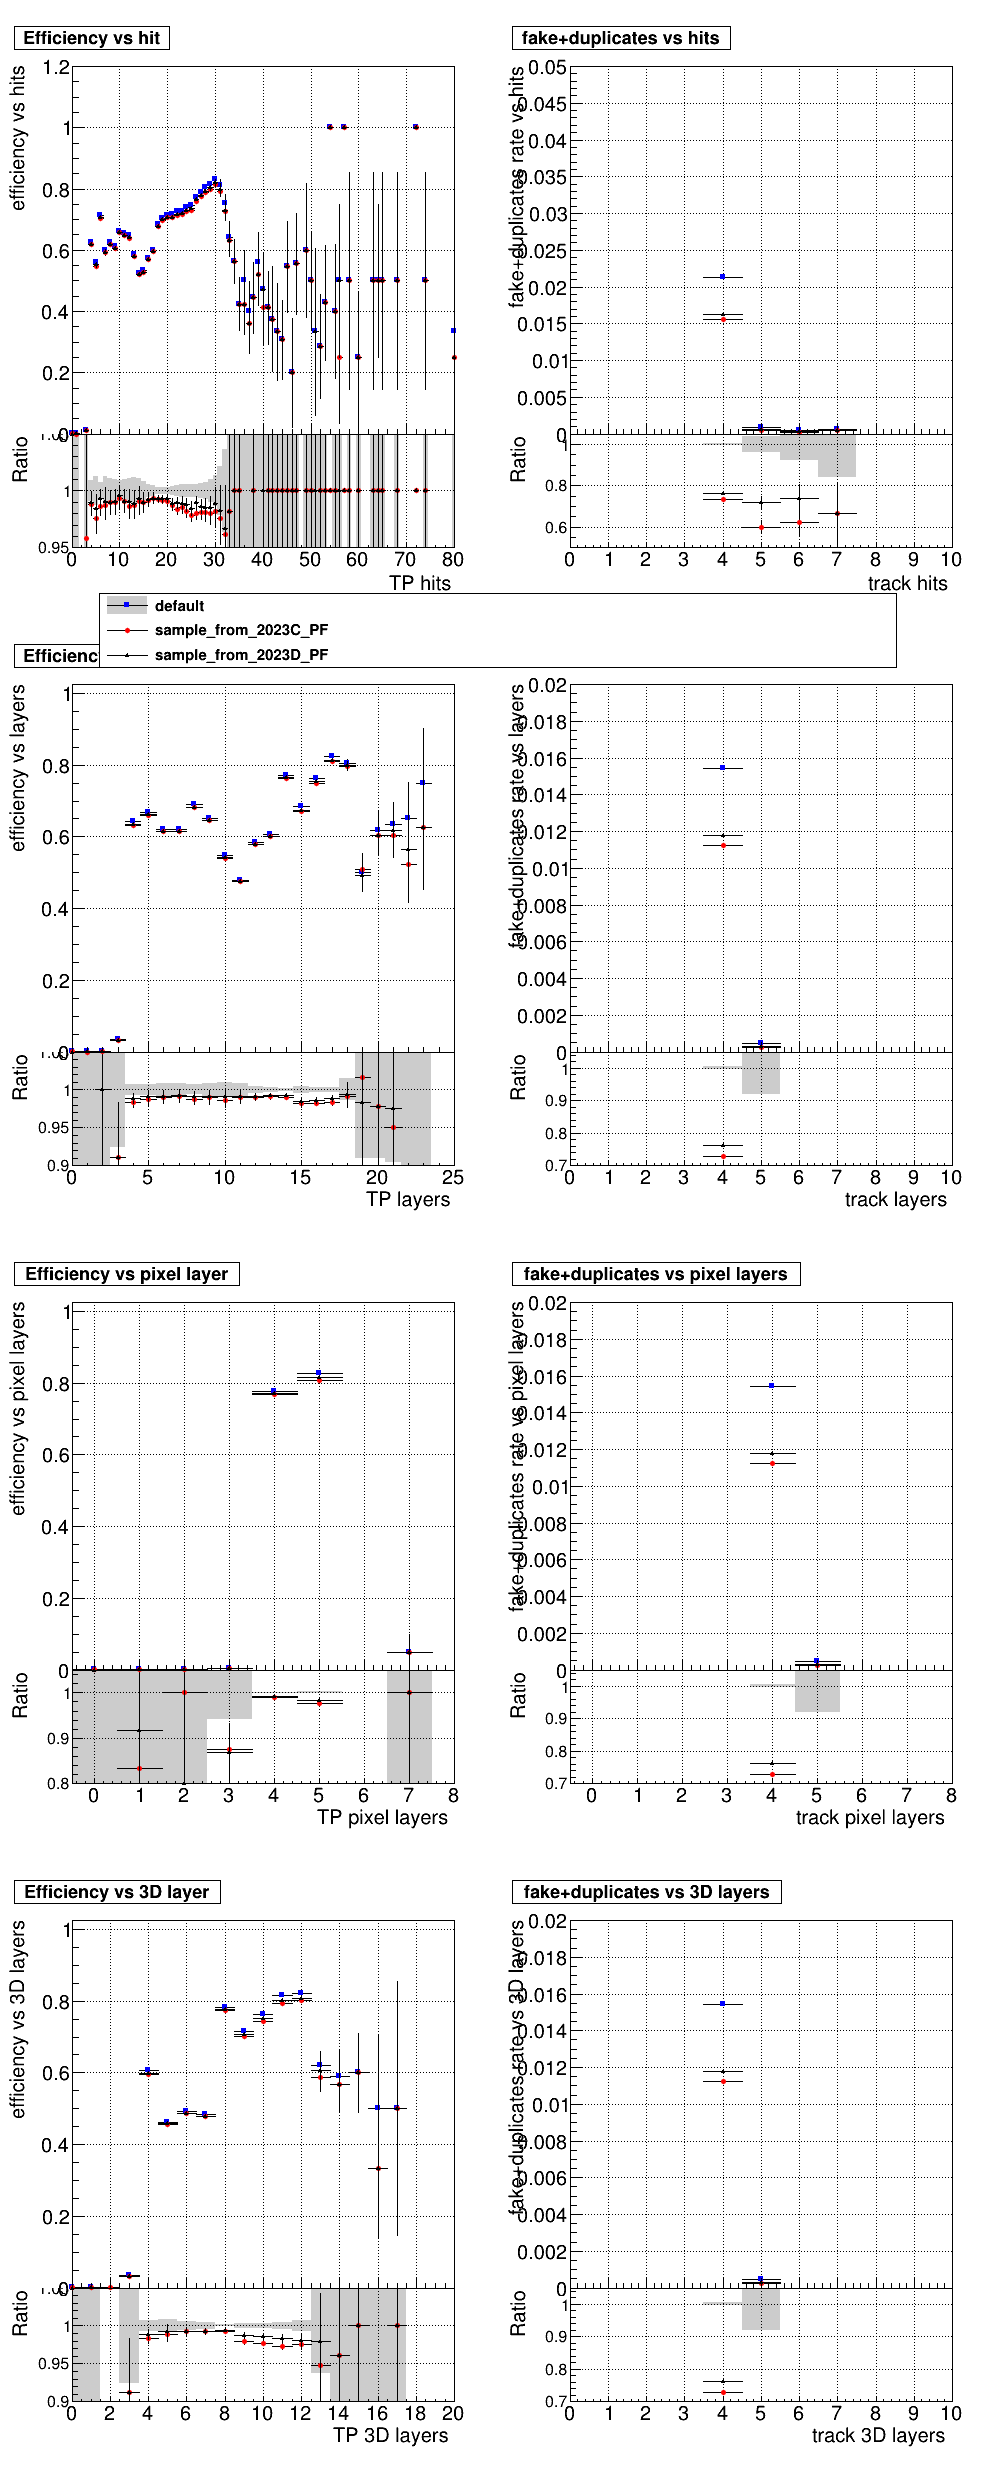 Efficiency vs hit
fake+duplicates vs hits
efficiency vs hits
1.2
1
0.8
0.6
0.4
0.2
0
Ratio
1
0.95
0 10 20 30 40 50 60 70 80
TP hits
fake+duplicates rate vs hits
0.05
0.045
0.04
0.035
0.03
0.025
0.02
0.015
0.01
0.005
0
Ratio
1
0.8
0.6
0 1 2 3 4 5 6 7 8 9 10
track hits
default
sample_from_2023C_PF
sample_from_2023D_PF
efficiency vs layers
1
0.8
0.6
0.4
0.2
0
Ratio
1
0.95
0.9
0 5 10 15 20 25
TP layers
fake+duplicates rate vs layers
0.02
0.018
0.016
0.014
0.012
0.01
0.008
0.006
0.004
0.002
0
Ratio
1
0.9
0.8
0.7
0 1 2 3 4 5 6 7 8 9 10
track layers
Efficiency vs pixel layer
fake+duplicates vs pixel layers
efficiency vs pixel layers
1
0.8
0.6
0.4
0.2
0
Ratio
1
0.9
0.8
0 1 2 3 4 5 6 7 8
TP pixel layers
fake+duplicates rate vs pixel layers
0.02
0.018
0.016
0.014
0.012
0.01
0.008
0.006
0.004
0.002
0
Ratio
1
0.9
0.8
0.7
0 1 2 3 4 5 6 7 8
track pixel layers
Efficiency vs 3D layer
fake+duplicates vs 3D layers
efficiency vs 3D layers
1
0.8
0.6
0.4
0.2
0
Ratio
1
0.95
0.9
0 2 4 6 8 10 12 14 16 18 20
TP 3D layers
fake+duplicates rate vs 3D layers
0.02
0.018
0.016
0.014
0.012
0.01
0.008
0.006
0.004
0.002
0
Ratio
1
0.9
0.8
0.7
0 1 2 3 4 5 6 7 8 9 10
track 3D layers